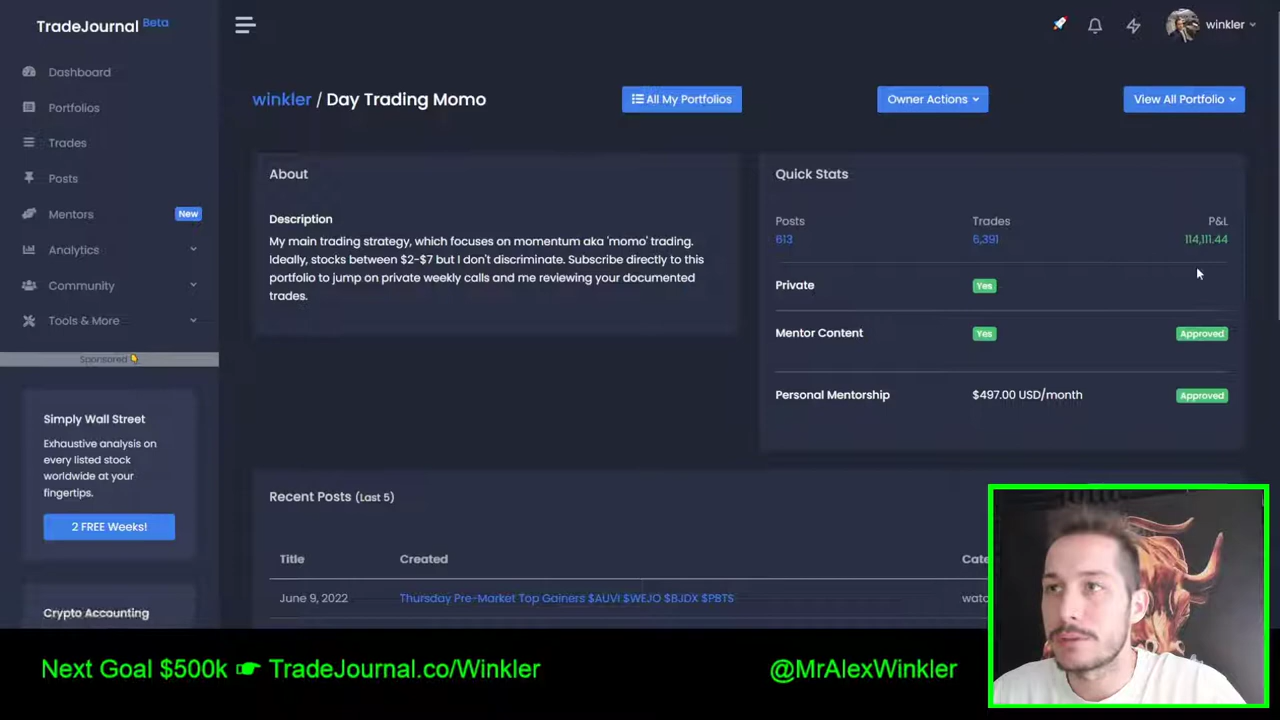 TradeJournal Beta
winkler
Dashboard
Portfolios
Trades
Posts
Mentors New
Analytics
Community
Tools & More
Sponsored
Simply Wall Street
Exhaustive analysis on
every listed stock
worldwide at your
fingertips.
2 FREE Weeks!
Crypto Accounting
winkler / Day Trading Momo
All My Portfolios
Owner Actions
View All Portfolio
About
Description
My main trading strategy, which focuses on momentum aka 'momo' trading.
Ideally, stocks between $2-$7 but I don't discriminate. Subscribe directly to this
portfolio to jump on private weekly calls and me reviewing your documented
trades.
Quick Stats
Posts Trades P&L
613 6,391 114,111.44
Private Yes
Mentor Content Yes Approved
Personal Mentorship $497.00 USD/month Approved
Recent Posts (Last 5)
Title Created Cate
June 9, 2022 Thursday Pre-Market Top Gainers $AUVI $WEJO $BJDX $PBTS watc
Next Goal $500k TradeJournal.co/Winkler @MrAlexWinkler